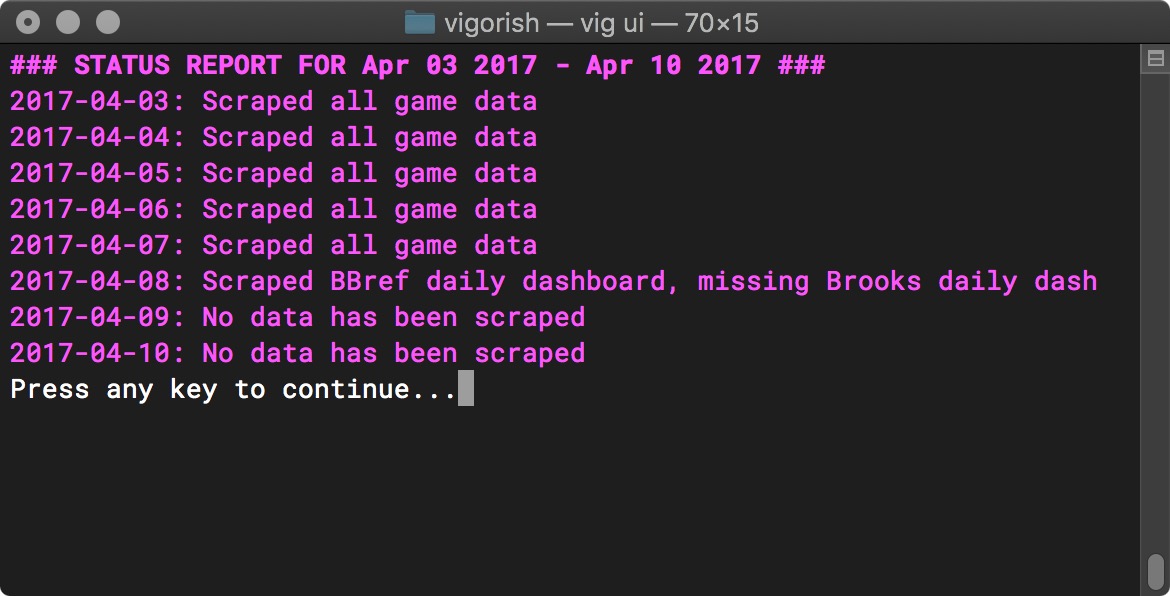 vigorish — vig ui — 70×15
### STATUS REPORT FOR Apr 03 2017 - Apr 10 2017 ###
2017-04-03: Scraped all game data
2017-04-04: Scraped all game data
2017-04-05: Scraped all game data
2017-04-06: Scraped all game data
2017-04-07: Scraped all game data
2017-04-08: Scraped BBref daily dashboard, missing Brooks daily dash
2017-04-09: No data has been scraped
2017-04-10: No data has been scraped
Press any key to continue...